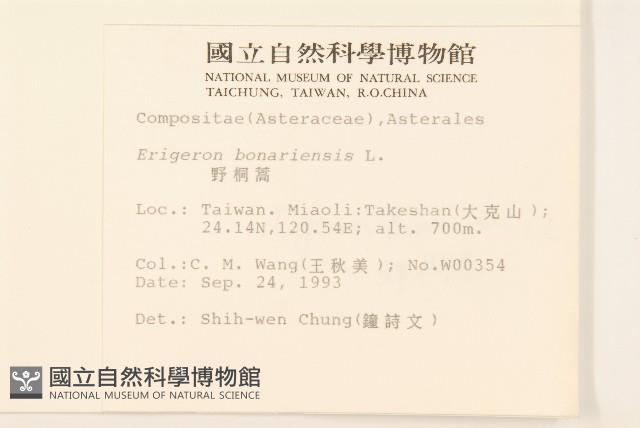 國立自然科學博物館
NATIONAL MUSEUM OF NATURAL SCIENCE
TAICHUNG, TAIWAN, R.O.CHINA
Compositae(Asteraceae),Asterales
Erigeron bonariensis L.
野桐蒿
Loc.: Taiwan. Miaoli:Takeshan(大克山);
24.14N,120.54E; alt. 700m.
Col.:C. M. Wang(王秋美); No.W00354
Date: Sep. 24, 1993
Det.: Shih-wen Chung(鐘詩文)
國立自然科學博物館
NATIONAL MUSEUM OF NATURAL SCIENCE